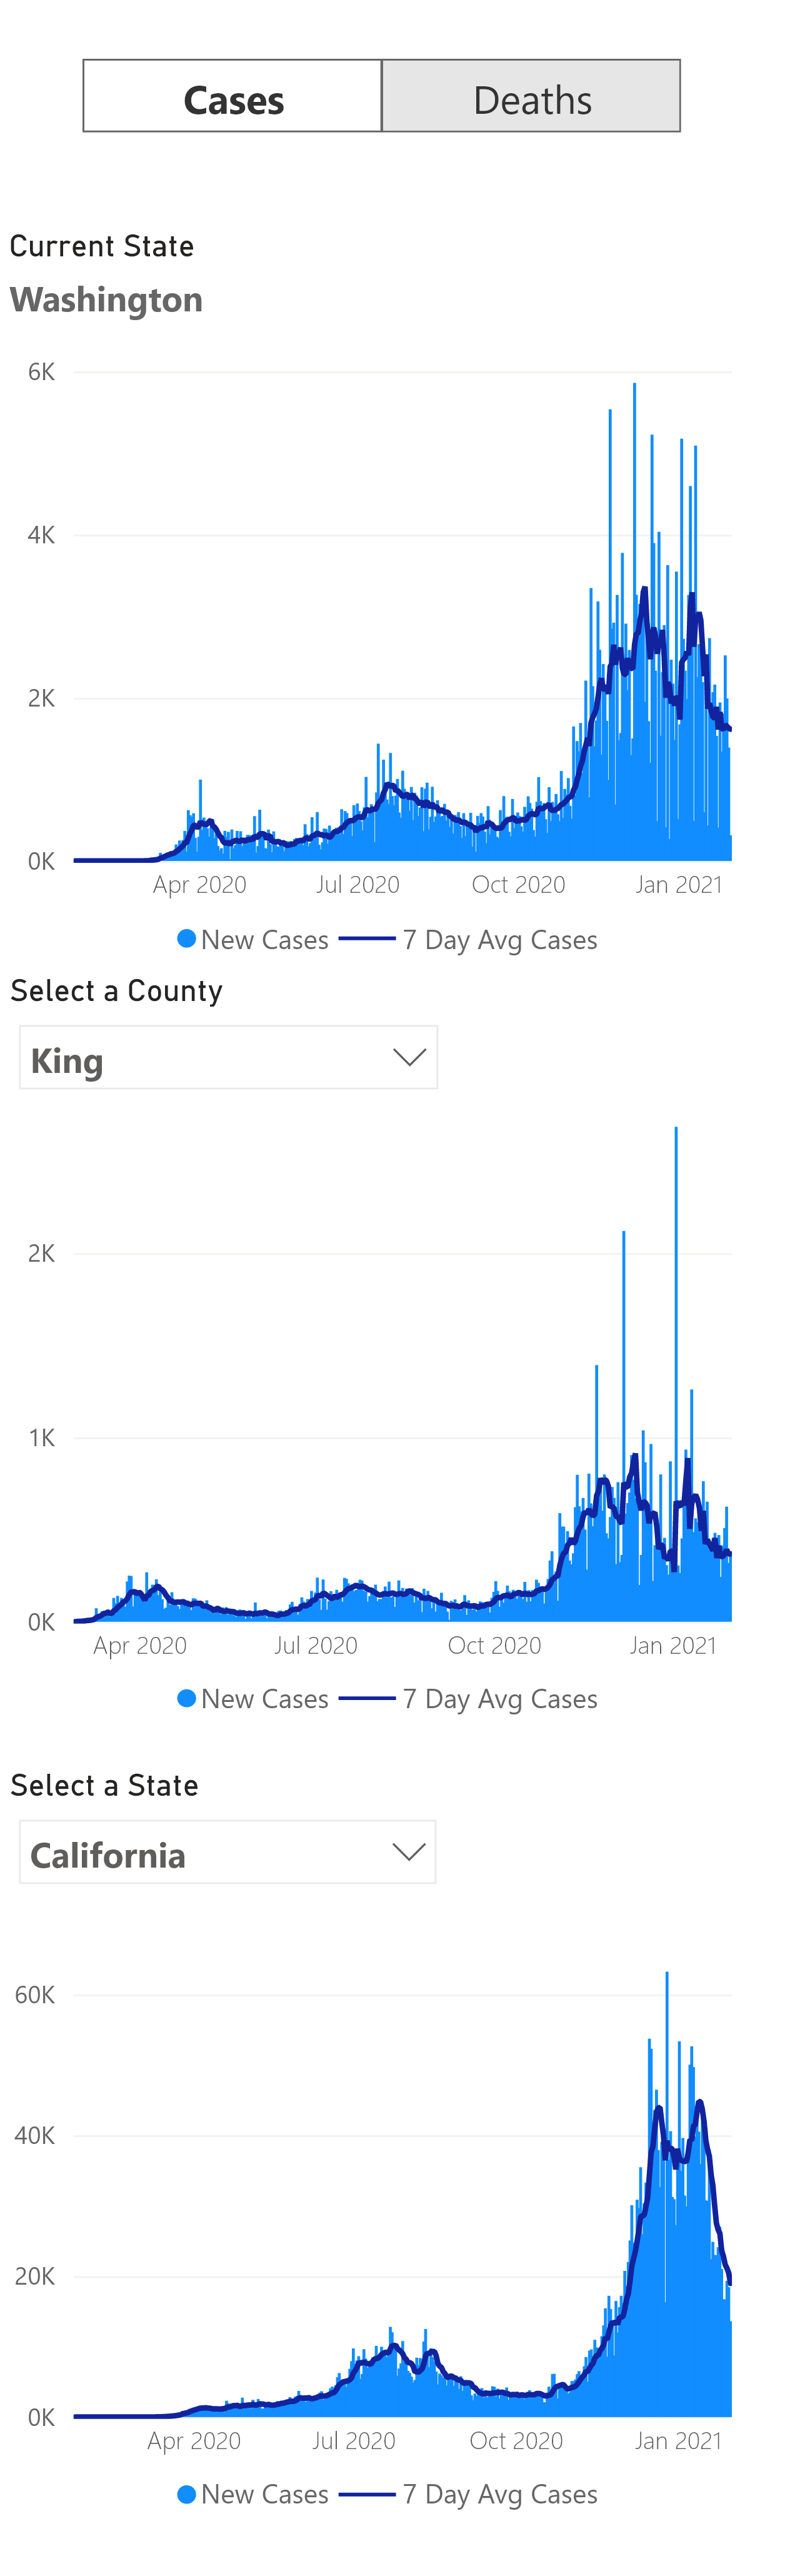 Cases Deaths
Current State
Washington
6K
4K
2K
0K
Apr 2020 Jul 2020 Oct 2020 Jan 2021
New Cases 7 Day Avg Cases
Select a County
King
2K
1K
0K
Apr 2020 Jul 2020 Oct 2020 Jan 2021
New Cases 7 Day Avg Cases
Select a State
California
60K
40K
20K
0K
Apr 2020 Jul 2020 Oct 2020 Jan 2021
New Cases 7 Day Avg Cases